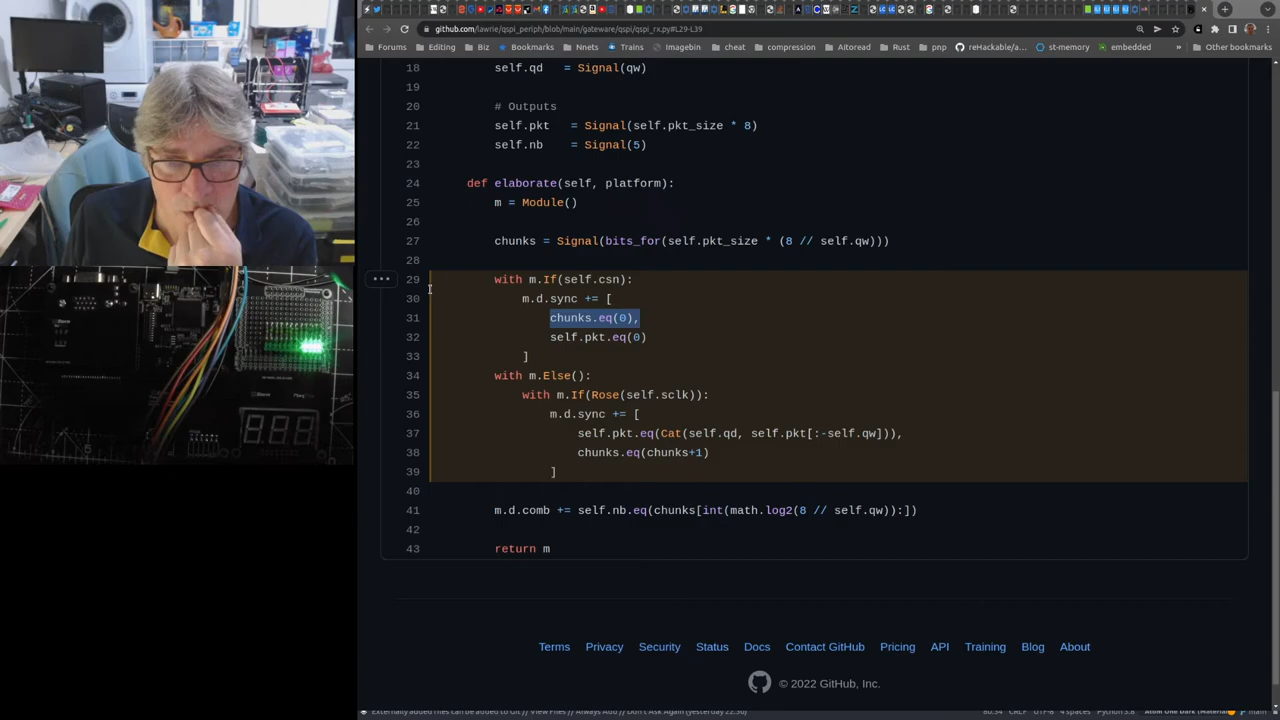 github.com/lawrie/qspi_periph/blob/main/gateware/qspi/qspi_rx.py#L29-L39
Forums Editing Biz Bookmarks Nnets Trains Imagebin cheat compression Aitoread Rust Pnp reHackable/a... st-memory embedded » Other bookmarks
18 self.qd = Signal(qw)
19
20 # Outputs
21 self.pkt = Signal(self.pkt_size * 8)
22 self.nb = Signal(5)
23
24 def elaborate(self, platform):
25 m = Module()
26
27 chunks = Signal(bits_for(self.pkt_size * (8 // self.qw)))
28
29 with m.If(self.csn):
30 m.d.sync += [
31 chunks.eq(0),
32 self.pkt.eq(0)
33 ]
34 with m.Else():
35 with m.If(Rose(self.sclk)):
36 m.d.sync += [
37 self.pkt.eq(Cat(self.qd, self.pkt[:-self.qw])),
38 chunks.eq(chunks+1)
39 ]
40
41 m.d.comb += self.nb.eq(chunks[int(math.log2(8 // self.qw)):])
42
43 return m
Terms Privacy Security Status Docs Contact GitHub Pricing API Training Blog About
© 2022 GitHub, Inc.